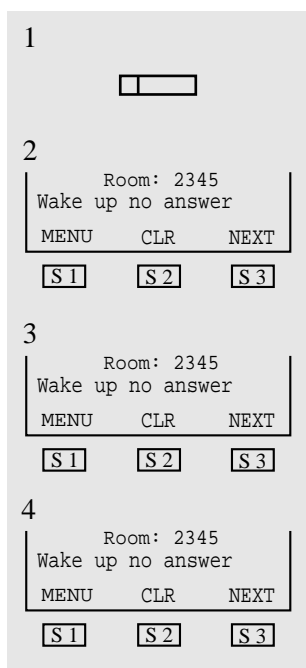 1
2
Room: 2345
Wake up no answer
MENU CLR NEXT
S 1 S 2 S 3
3
Room: 2345
Wake up no answer
MENU CLR NEXT
S 1 S 2 S 3
4
Room: 2345
Wake up no answer
MENU CLR NEXT
S 1 S 2 S 3